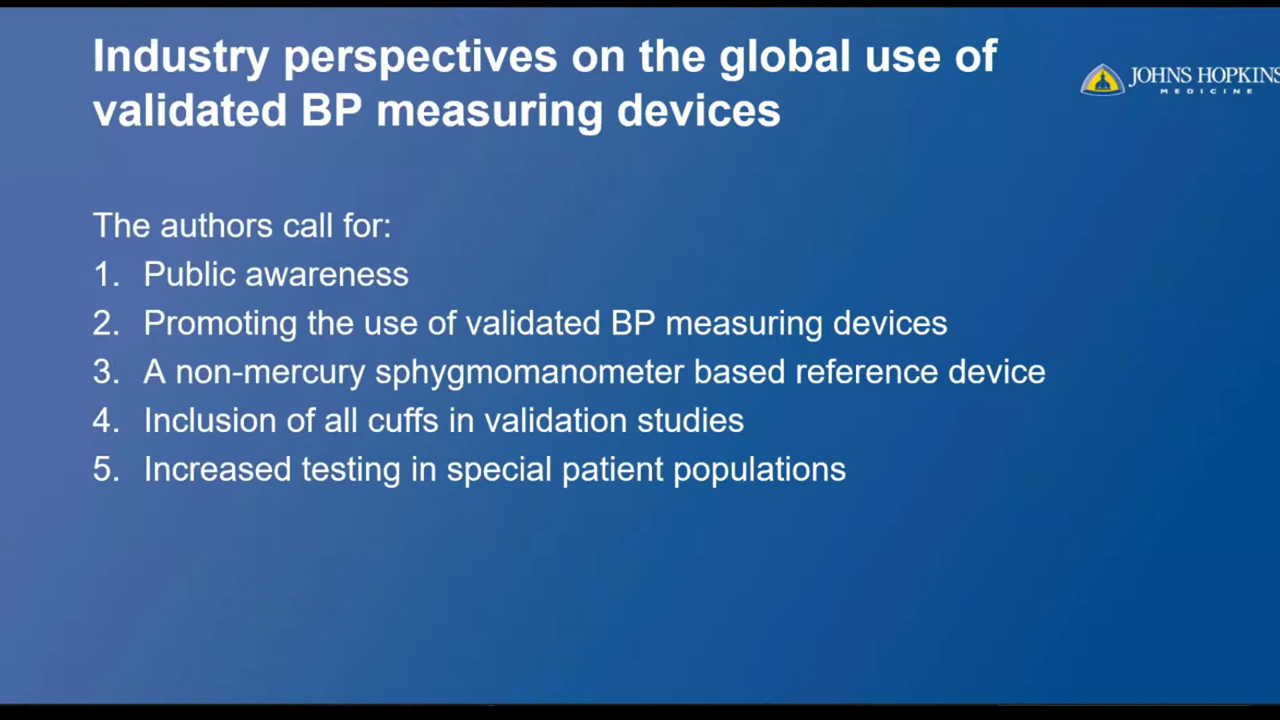 Industry perspectives on the global use of
validated BP measuring devices
JOHNS HOPKINS
MEDICINE
The authors call for:
1. Public awareness
2. Promoting the use of validated BP measuring devices
3. A non-mercury sphygmomanometer based reference device
4. Inclusion of all cuffs in validation studies
5. Increased testing in special patient populations